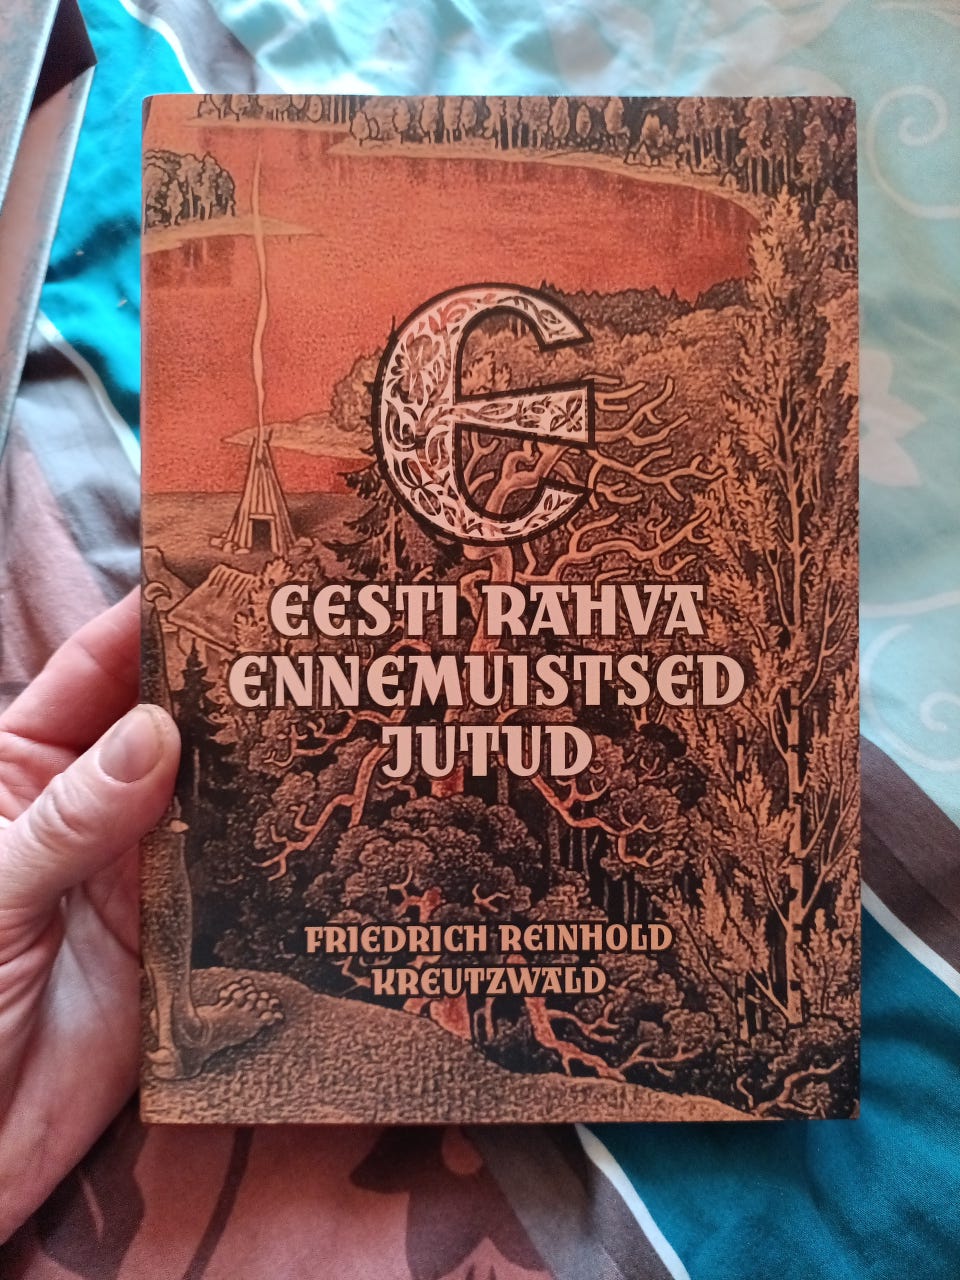 E
EESTI RAHVA
ENNEMUISTSED
JUTUD
FRIEDRICH REINHOLD
KREUTZWALD